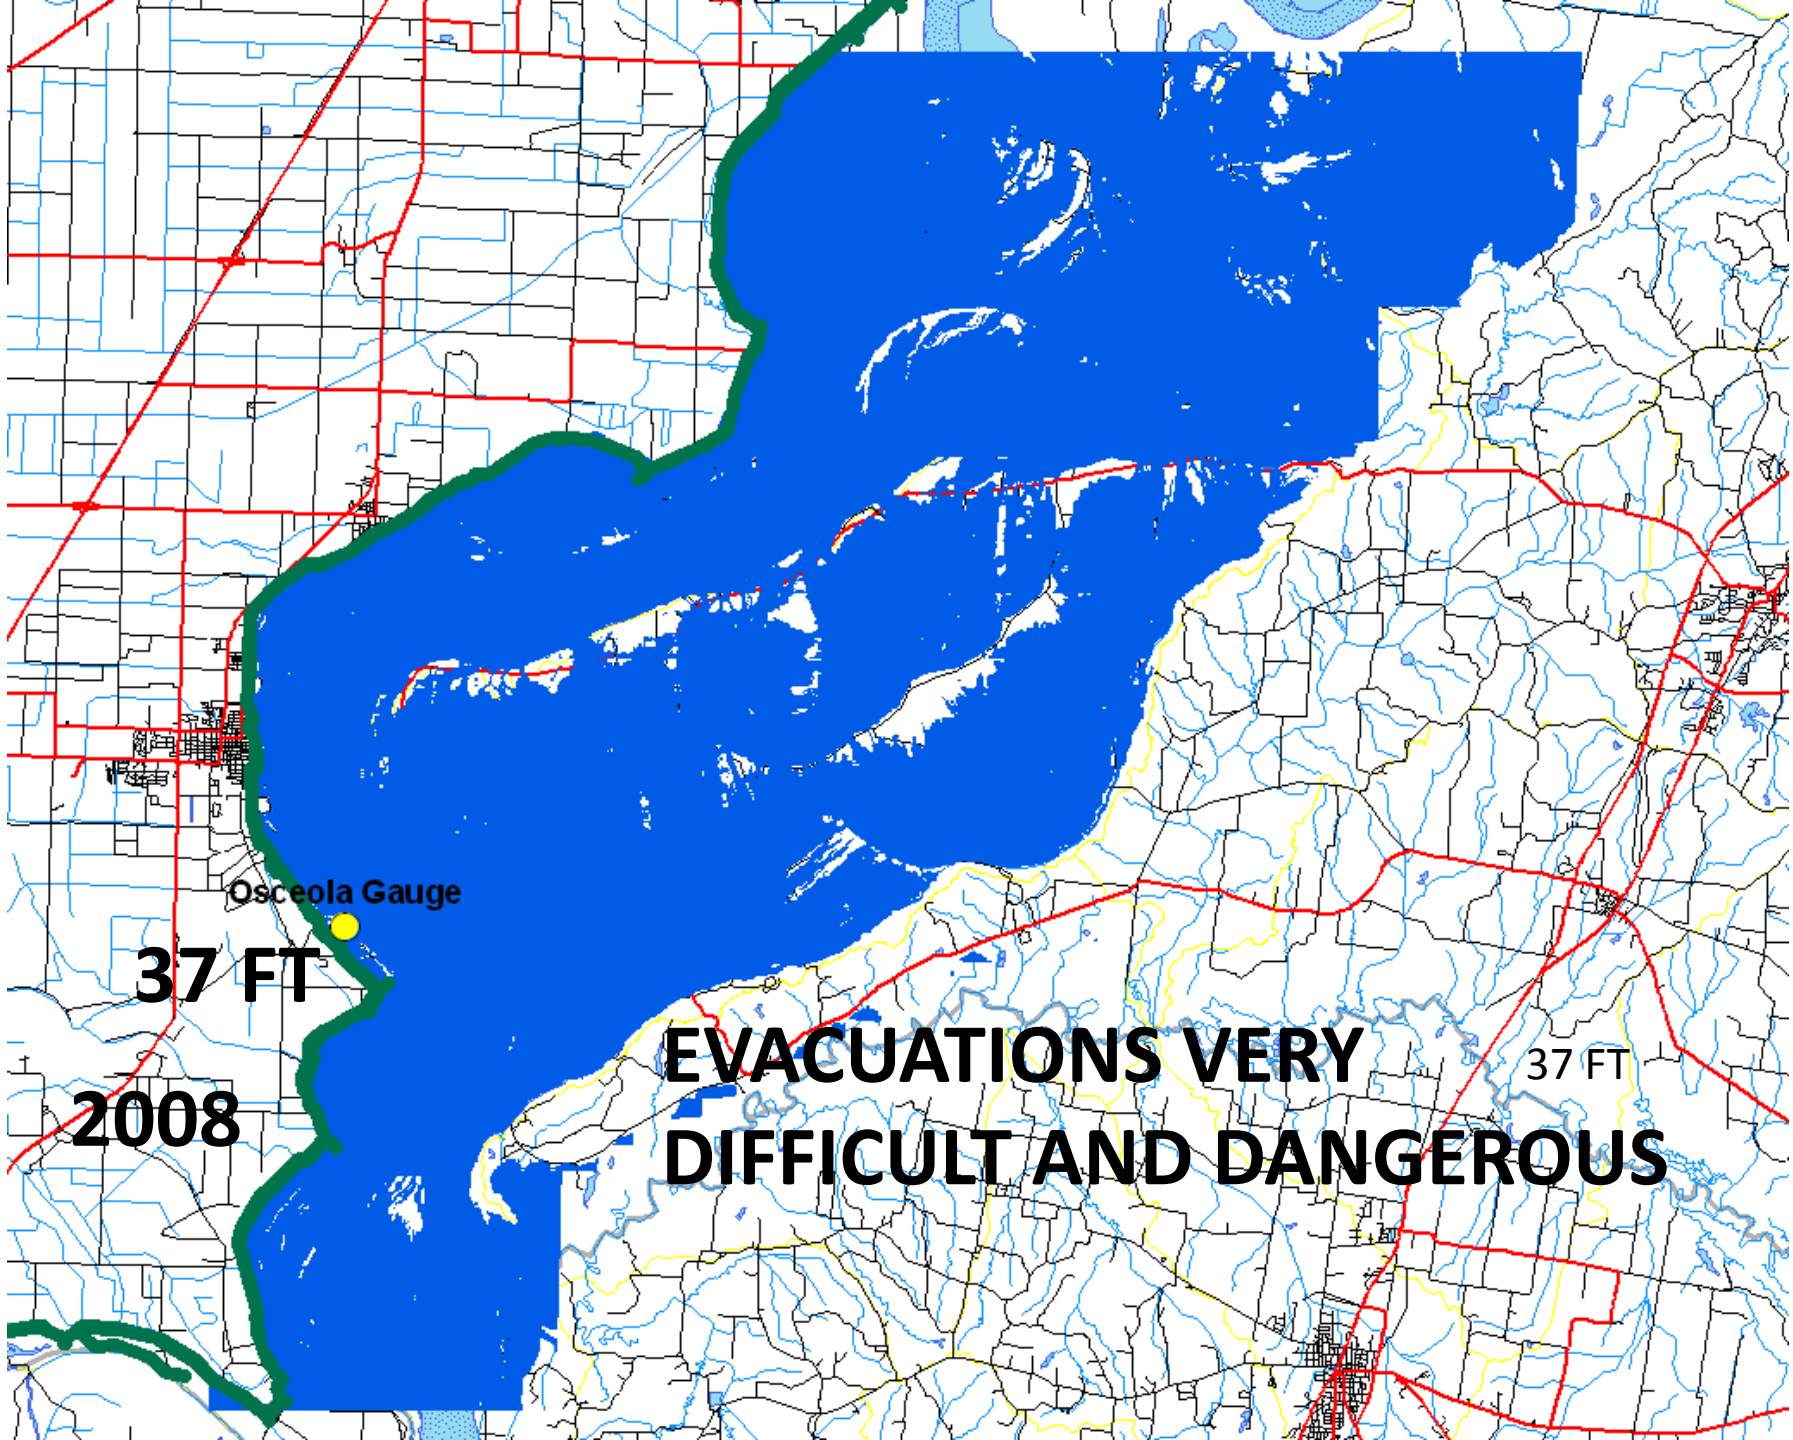 Osceola Gauge
37 FT
EVACUATIONS VERY
37 FT
2008
DIFFICULT AND DANGEROUS